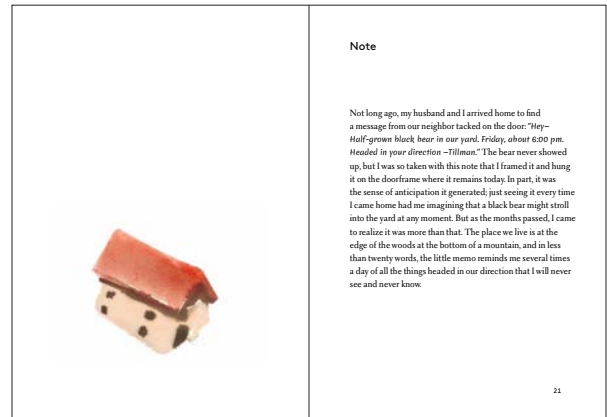 Note
Not long ago, my husband and I arrived home to find
a message from our neighbor tacked on the door: “Hey–
Half-grown black bear in our yard. Friday, about 6:00 pm.
Headed in your direction –Tillman.” The bear never showed
up, but I was so taken with this note that I framed it and hung
it on the doorframe where it remains today. In part, it was
the sense of anticipation it generated; just seeing it every time
I came home had me imagining that a black bear might stroll
into the yard at any moment. But as the months passed, I came
to realize it was more than that. The place we live is at the
edge of the woods at the bottom of a mountain, and in less
than twenty words, the little memo reminds me several times
a day of all the things headed in our direction that I will never
see and never know.
21